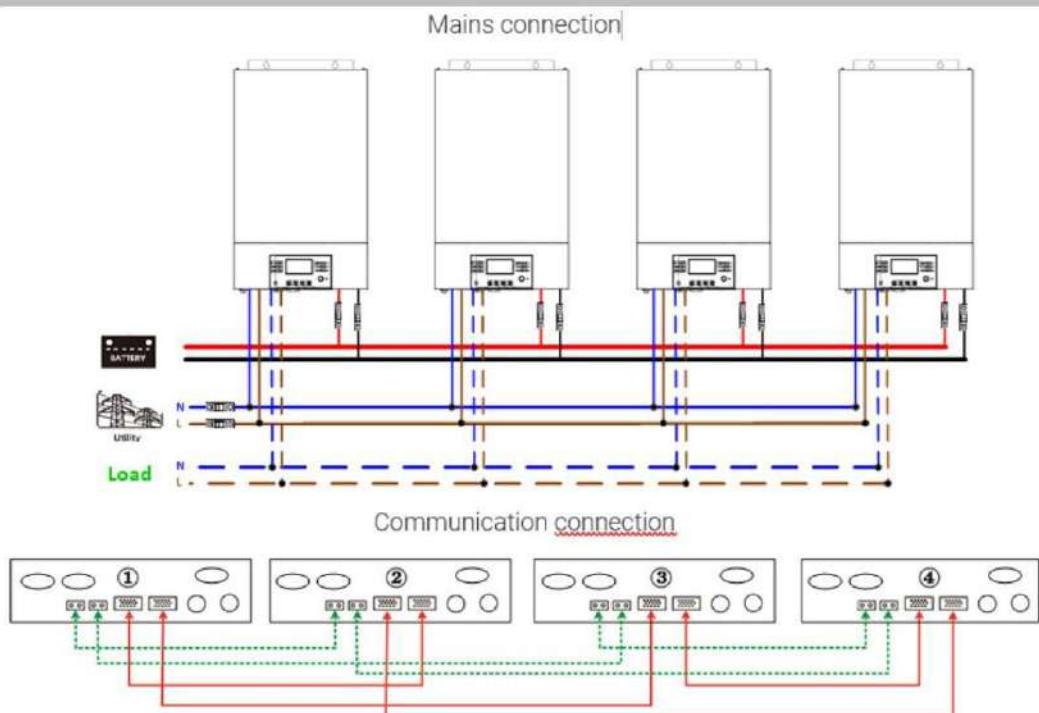 Mains connection
BATTERY
N
L
Utility
N
Load
L
Communication connection
① ② ③ ④